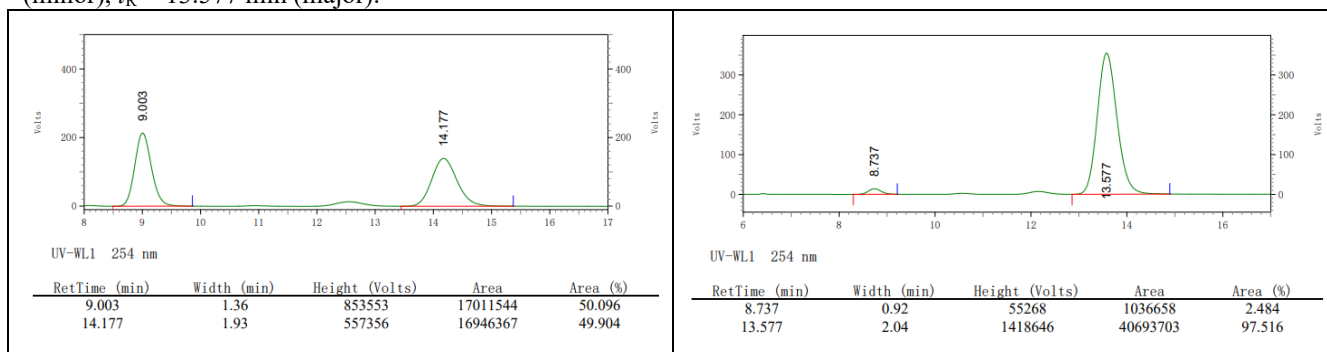 (minor), tR = 13.577 min (major).
400
200
0
Volts
9.003
14.177
400
200
0
Volts
8 9 10 11 12 13 14 15 16 17
UV-WL1 254 nm
RetTime (min) Width (min) Height (Volts) Area Area (%)
9.003 1.36 853553 17011544 50.096
14.177 1.93 557356 16946367 49.904
300
200
100
0
Volts
8.737
13.577
300
200
100
0
Volts
6 8 10 12 14 16
UV-WL1 254 nm
RetTime (min) Width (min) Height (Volts) Area Area (%)
8.737 0.92 55268 1036658 2.484
13.577 2.04 1418646 40693703 97.516